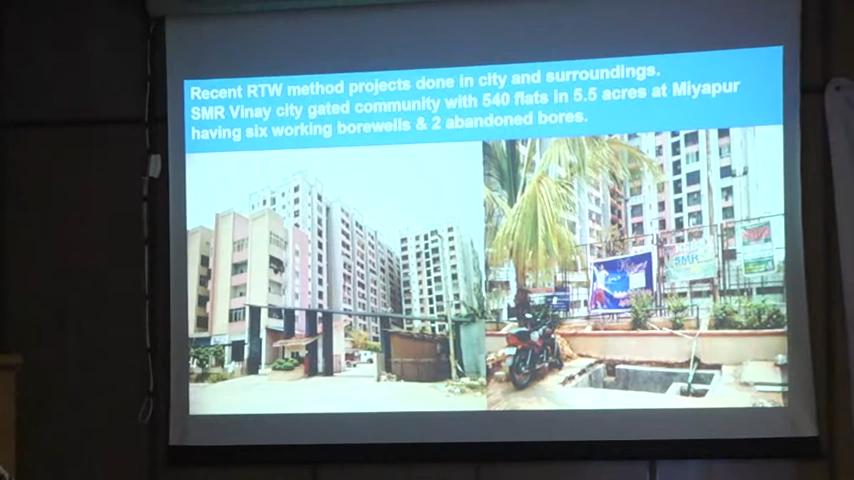 Recent RTW method projects done in city and surroundings.
SMR Vinay city gated community with 540 flats in 5.5 acres at Miyapur
having six working borewells & 2 abandoned bores.
SMR